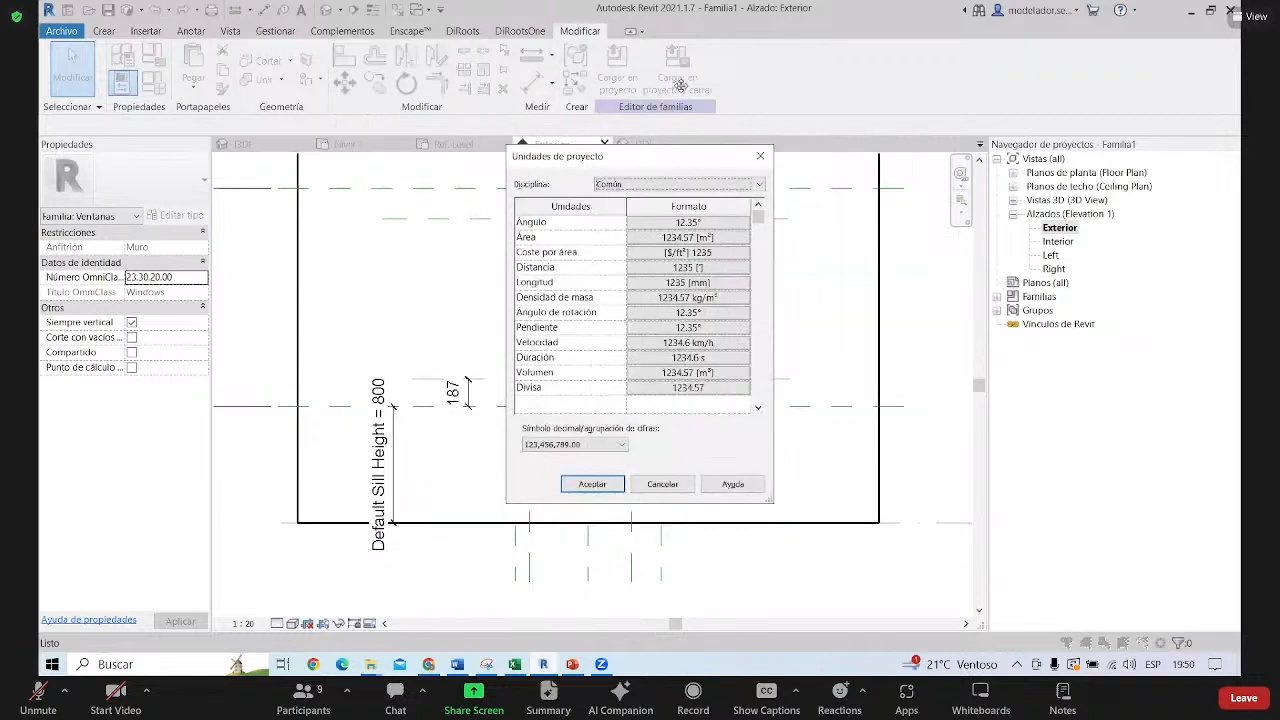 Autodesk Revit 2021.1.7 - Familia1 - Alzado: Exterior
modelador.se...
View
Archivo
Crear
Insertar
Anotar
Vista
Gestionar
Complementos
Enscape™
DiRoots
DiRootsOne
Modificar
Modificar
Pegar
Cortar
Unir
Cargar en
proyecto
Cargar en
Seleccionar
Propiedades
Portapapeles
Geometría
Modificar
Medir
Crear
Editor de familias
Propiedades
Familia: Ventanas
Editar tipo
Restricciones
Anfitrión Muro
Datos de identidad
Número OmniCla... 23.30.20.00
Título OmniClass Windows
Otros
Siempre vertical
Corte con vacíos ...
Compartido
Punto de cálculo ...
Ayuda de propiedades
Aplicar
Default Sill Height = 800
187
Unidades de proyecto
Disciplina: Común
Unidades Formato
Ángulo 12.35°
Área 1234.57 [m²]
Coste por área [$/ft²] 1235
Distancia 1235 [']
Longitud 1235 [mm]
Densidad de masa 1234.57 kg/m³
Ángulo de rotación 12.35°
Pendiente 12.35°
Velocidad 1234.6 km/h
Duración 1234.6 s
Volumen 1234.57 [m³]
Divisa 1234.57
Símbolo decimal/agrupación de cifras:
123,456,789.00
Aceptar
Cancelar
Ayuda
Navegador de proyectos - Familia1
Vistas (all)
Planos de planta (Floor Plan)
Planos de techo (Ceiling Plan)
Vistas 3D (3D View)
Alzados (Elevation 1)
Exterior
Interior
Left
Right
Planos (all)
Familias
Grupos
Vínculos de Revit
1 : 20
Listo
:0
Buscar
21°C Ventoso
ESP
19:50
Unmute
Start Video
9
Participants
Chat
Share Screen
Summary
AI Companion
Record
Show Captions
Reactions
Apps
Whiteboards
Notes
Leave